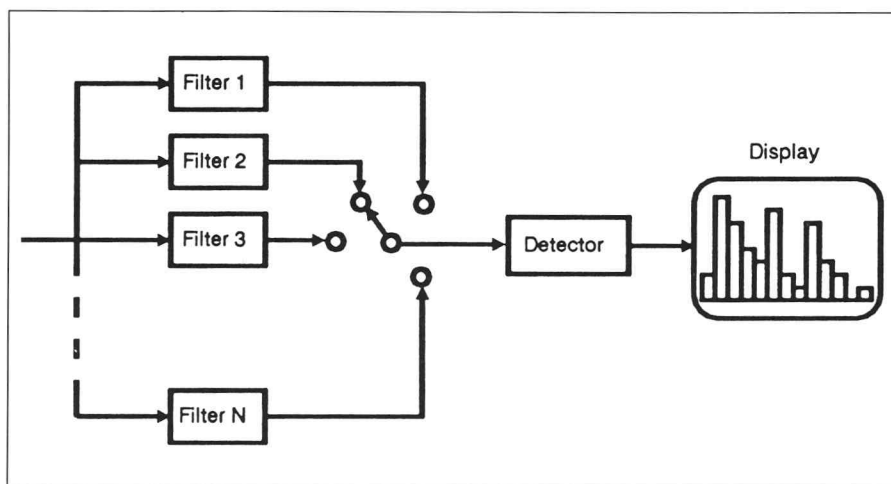 Filter 1
Filter 2
Display
Filter 3
Detector
Filter N